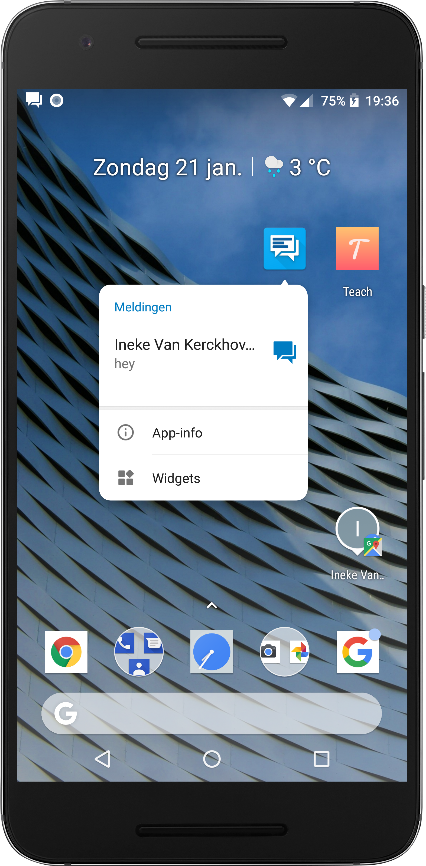 75% 19:36
Zondag 21 jan. | 3 °C
T
Teach
Meldingen
Ineke Van Kerckhov...
hey
App-info
Widgets
I
Ineke Van..
G
G